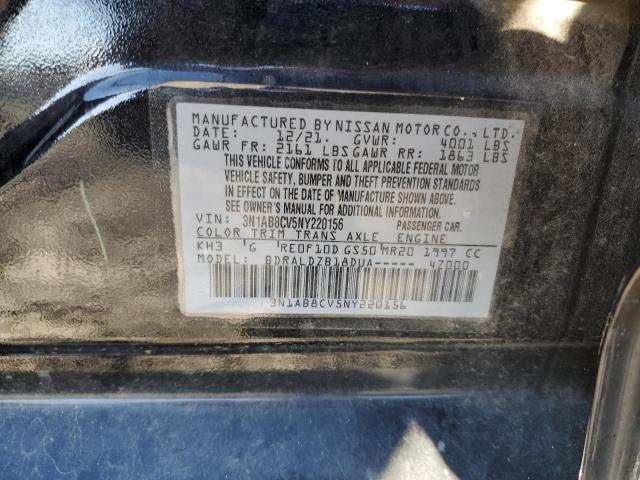 MANUFACTURED BY NISSAN MOTOR CO., LTD.
DATE: 12/21. GVWR: 4001 LBS
GAWR FR: 2161 LBS GAWR RR: 1863 LBS
THIS VEHICLE CONFORMS TO ALL APPLICABLE FEDERAL MOTOR
VEHICLE SAFETY, BUMPER AND THEFT PREVENTION STANDARDS
IN EFFECT ON THE DATE OF MANUFACTURE SHOWN ABOVE.
SEE OWNER'S MANUAL FOR ADDITIONAL INFORMATION.
VIN: 3N1AB8CV5NY220156 PASSENGER CAR.
COLOR TRIM TRANS AXLE ENGINE
KH3 G RE0F10D GS50 MR20 1997 CC
MODEL: BDRALDZB18DUA----- 47000
3N1AB8CV5NY220156